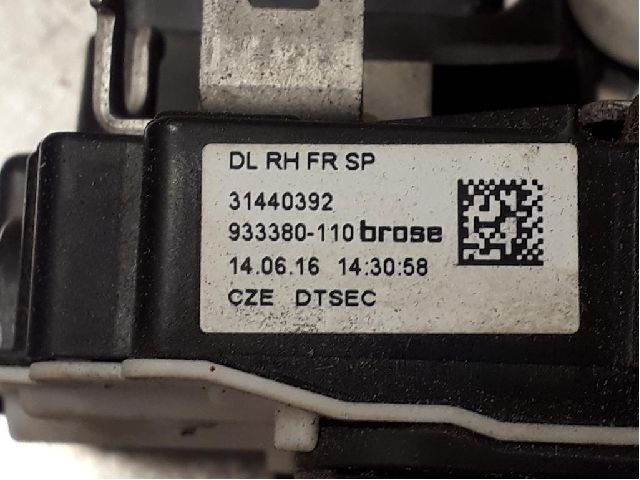 DL RH FR SP
31440392
933380-110 brose
14.06.16 14:30:58
CZE DTSEC